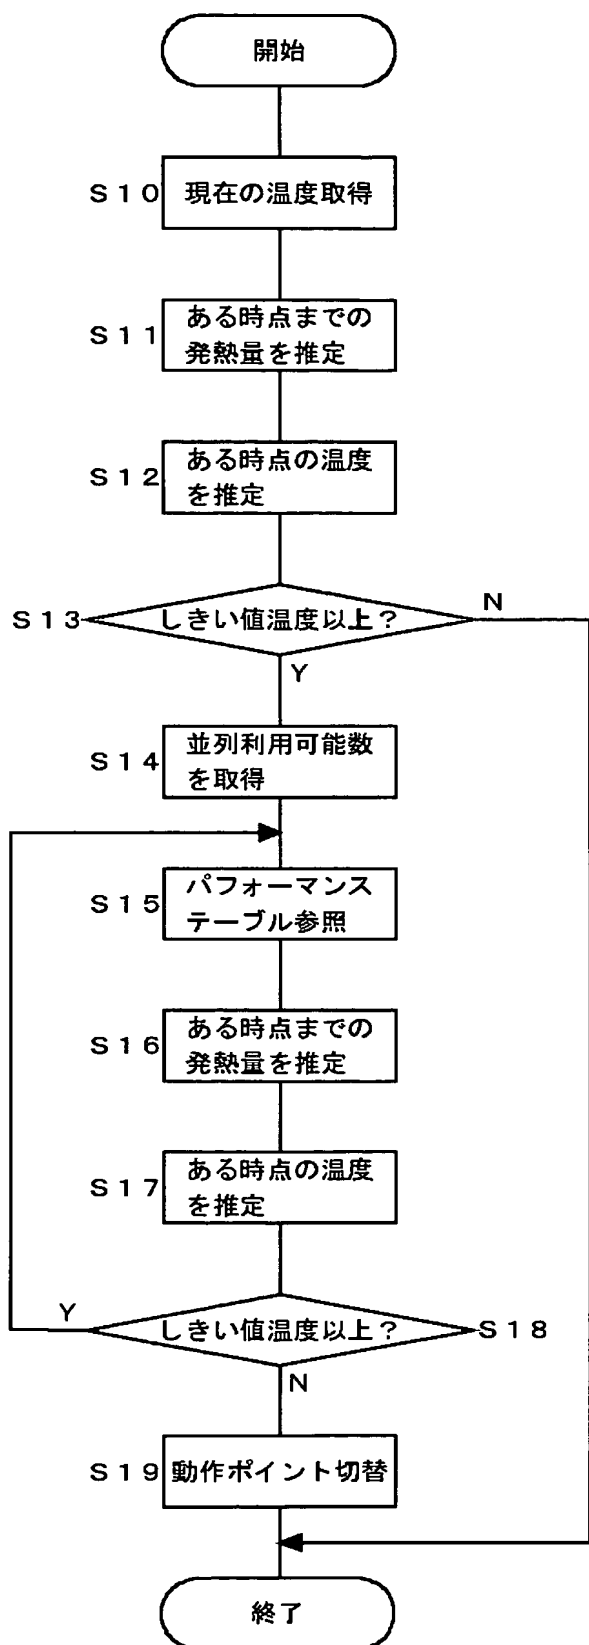 開始
S10 現在の温度取得
S11 ある時点までの
発熱量を推定
S12 ある時点の温度
を推定
S13 しきい値温度以上？ N
Y
S14 並列利用可能数
を取得
S15 パフォーマンス
テーブル参照
S16 ある時点までの
発熱量を推定
S17 ある時点の温度
を推定
Y しきい値温度以上？ S18
N
S19 動作ポイント切替
終了